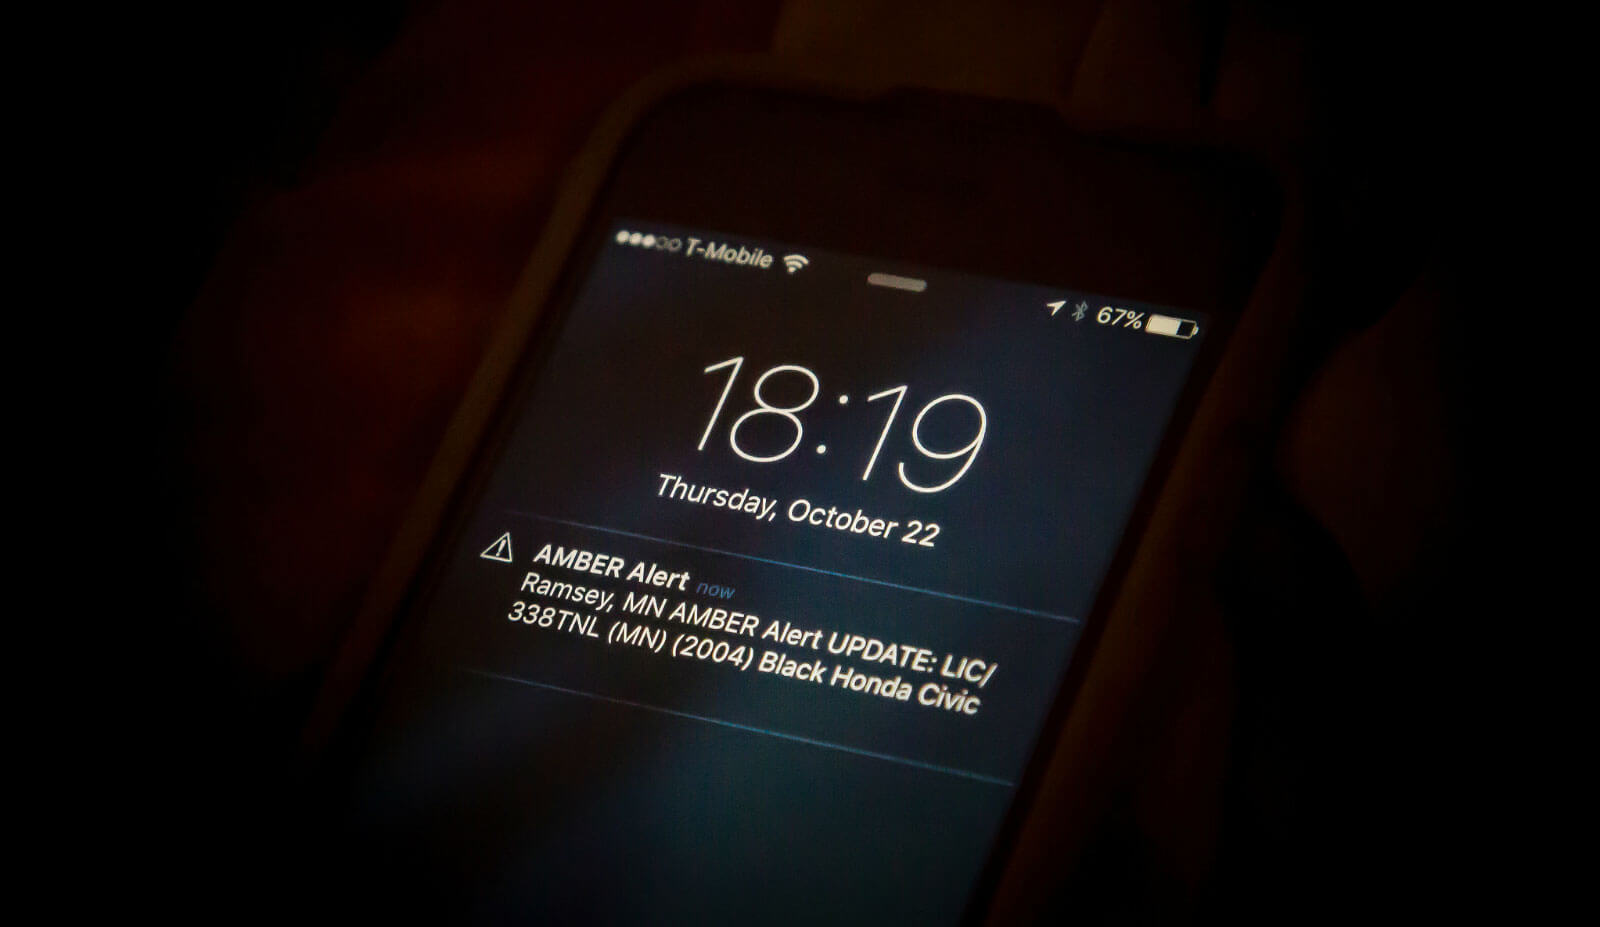 T-Mobile 67%
18:19
Thursday, October 22
AMBER Alert now
Ramsey, MN AMBER Alert UPDATE: LIC/
338TNL (MN) (2004) Black Honda Civic